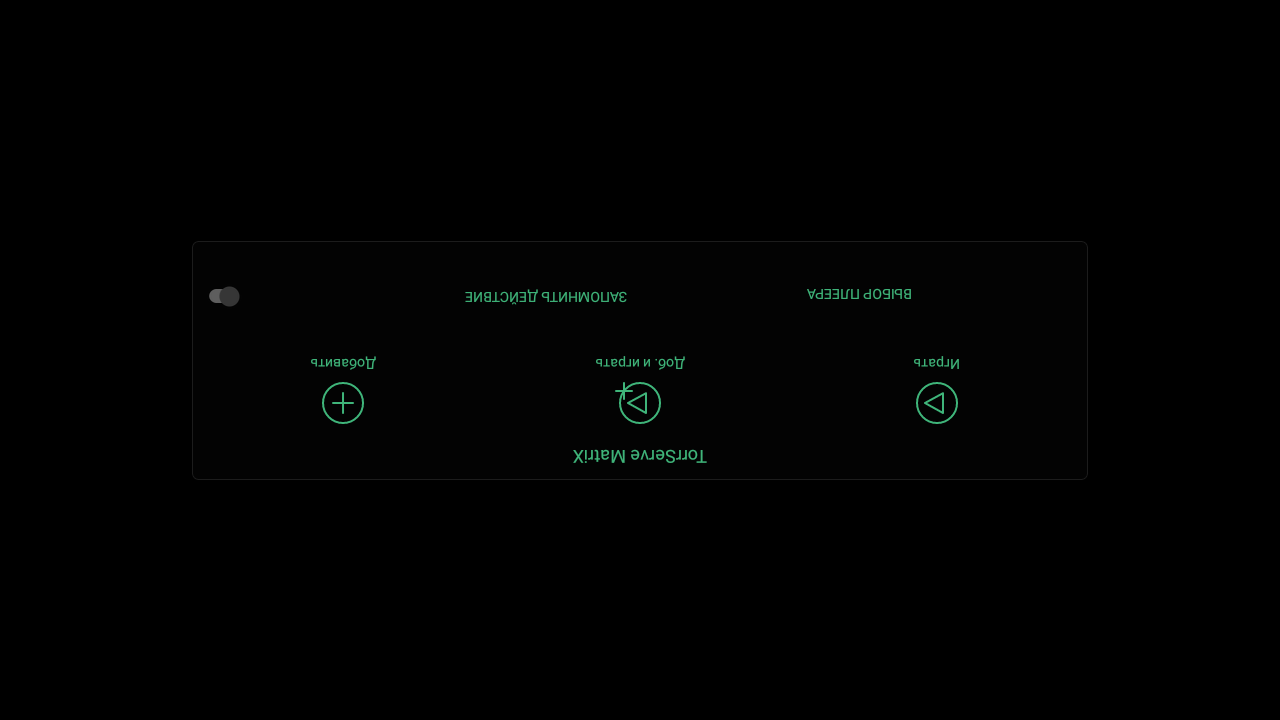 TorrServe MatriX
Играть
Доб. и играть
Добавить
ВЫБОР ПЛЕЕРА
ЗАПОМНИТЬ ДЕЙСТВИЕ